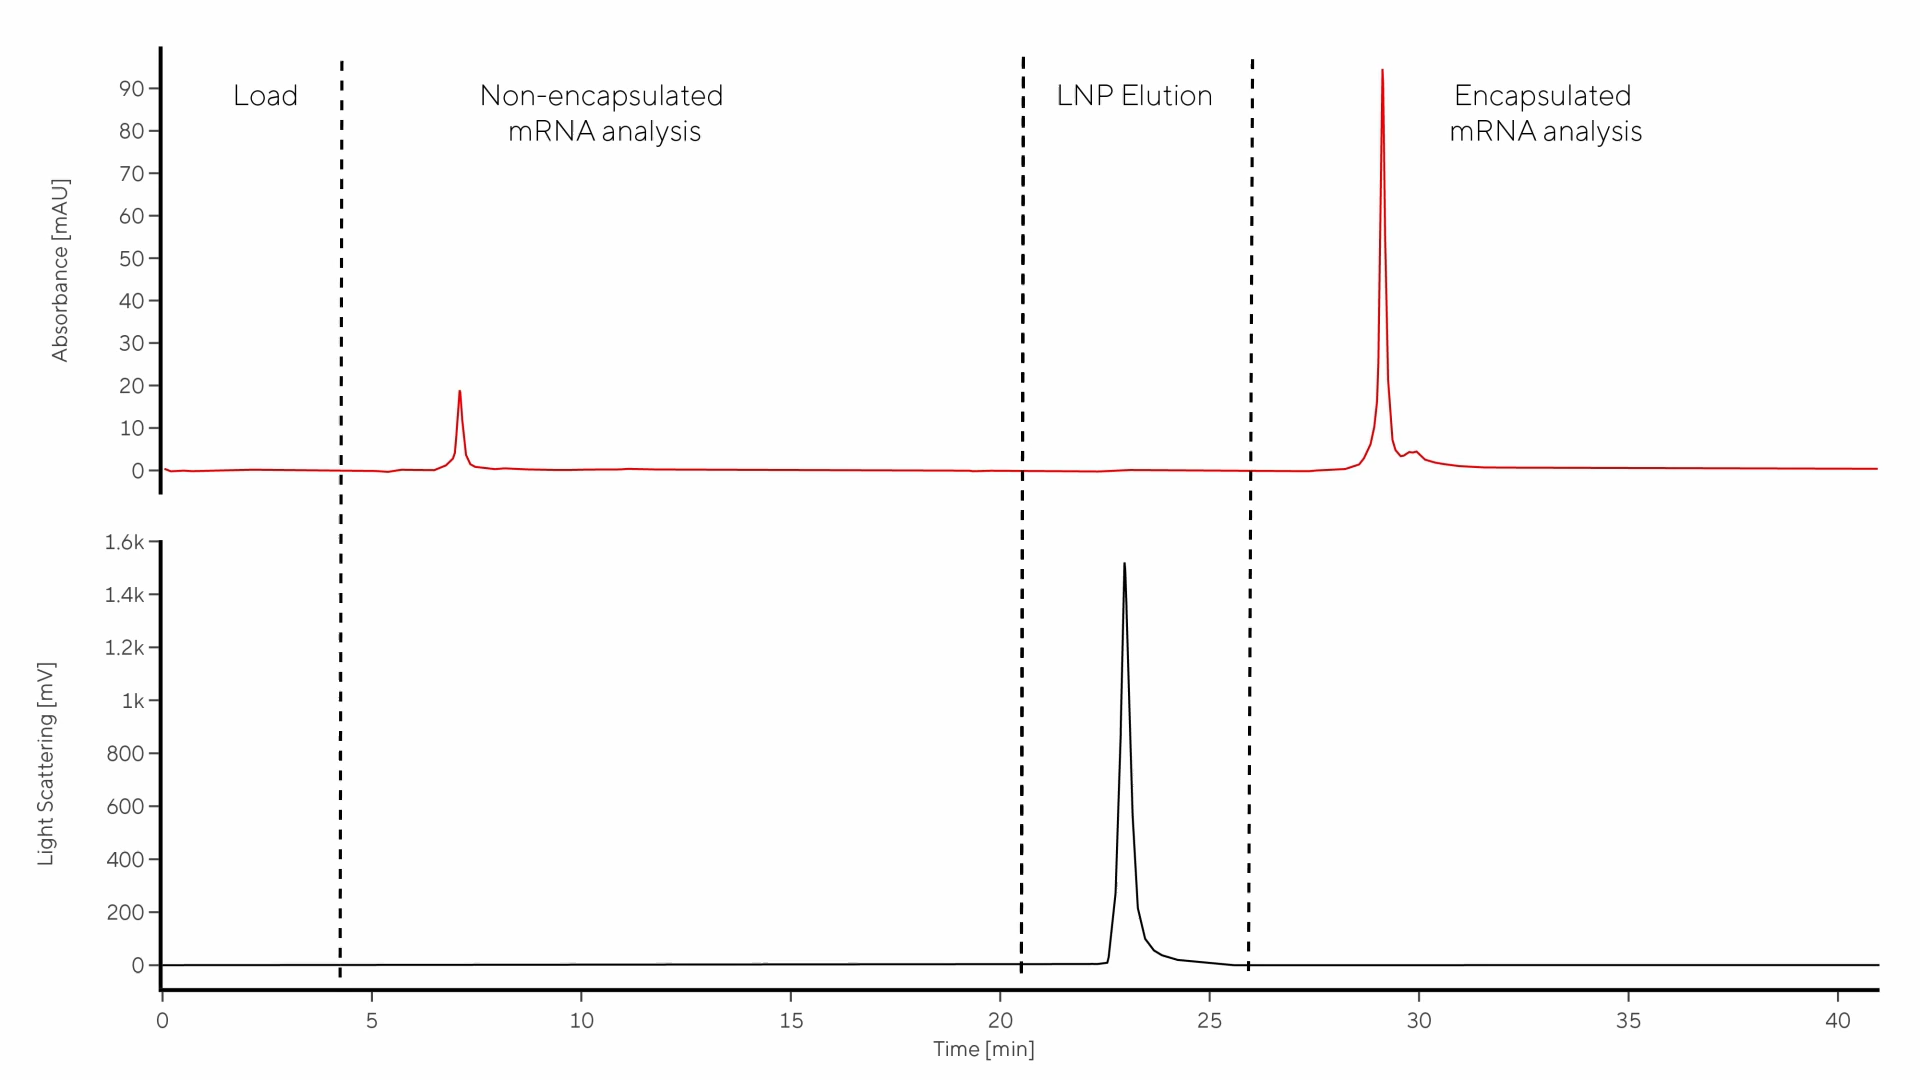 Load
Non-encapsulated
mRNA analysis
LNP Elution
Encapsulated
mRNA analysis
Absorbance [mAU]
90
80
70
60
50
40
30
20
10
0
Light Scattering [mV]
1.6k
1.4k
1.2k
1k
800
600
400
200
0
0 5 10 15 20 25 30 35 40
Time [min]